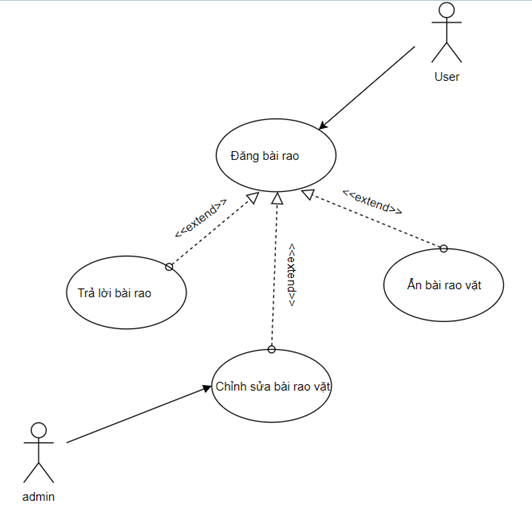 User
Đăng bài rao
<<extend>>
<<extend>>
<<extend>>
Trả lời bài rao
Ẩn bài rao vặt
Chỉnh sửa bài rao vặt
admin